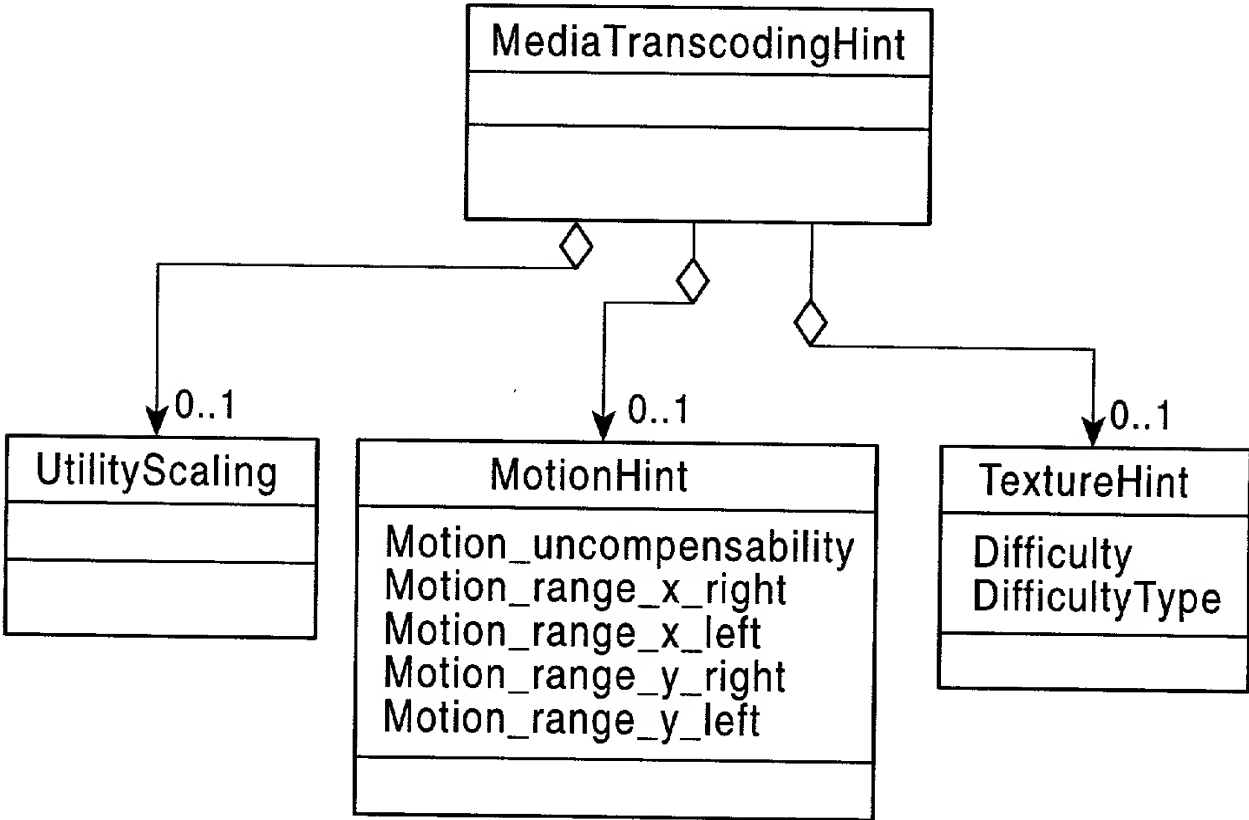 MediaTranscodingHint
0..1
0..1
0..1
UtilityScaling
MotionHint
Motion_uncompensability
Motion_range_x_right
Motion_range_x_left
Motion_range_y_right
Motion_range_y_left
TextureHint
Difficulty
DifficultyType